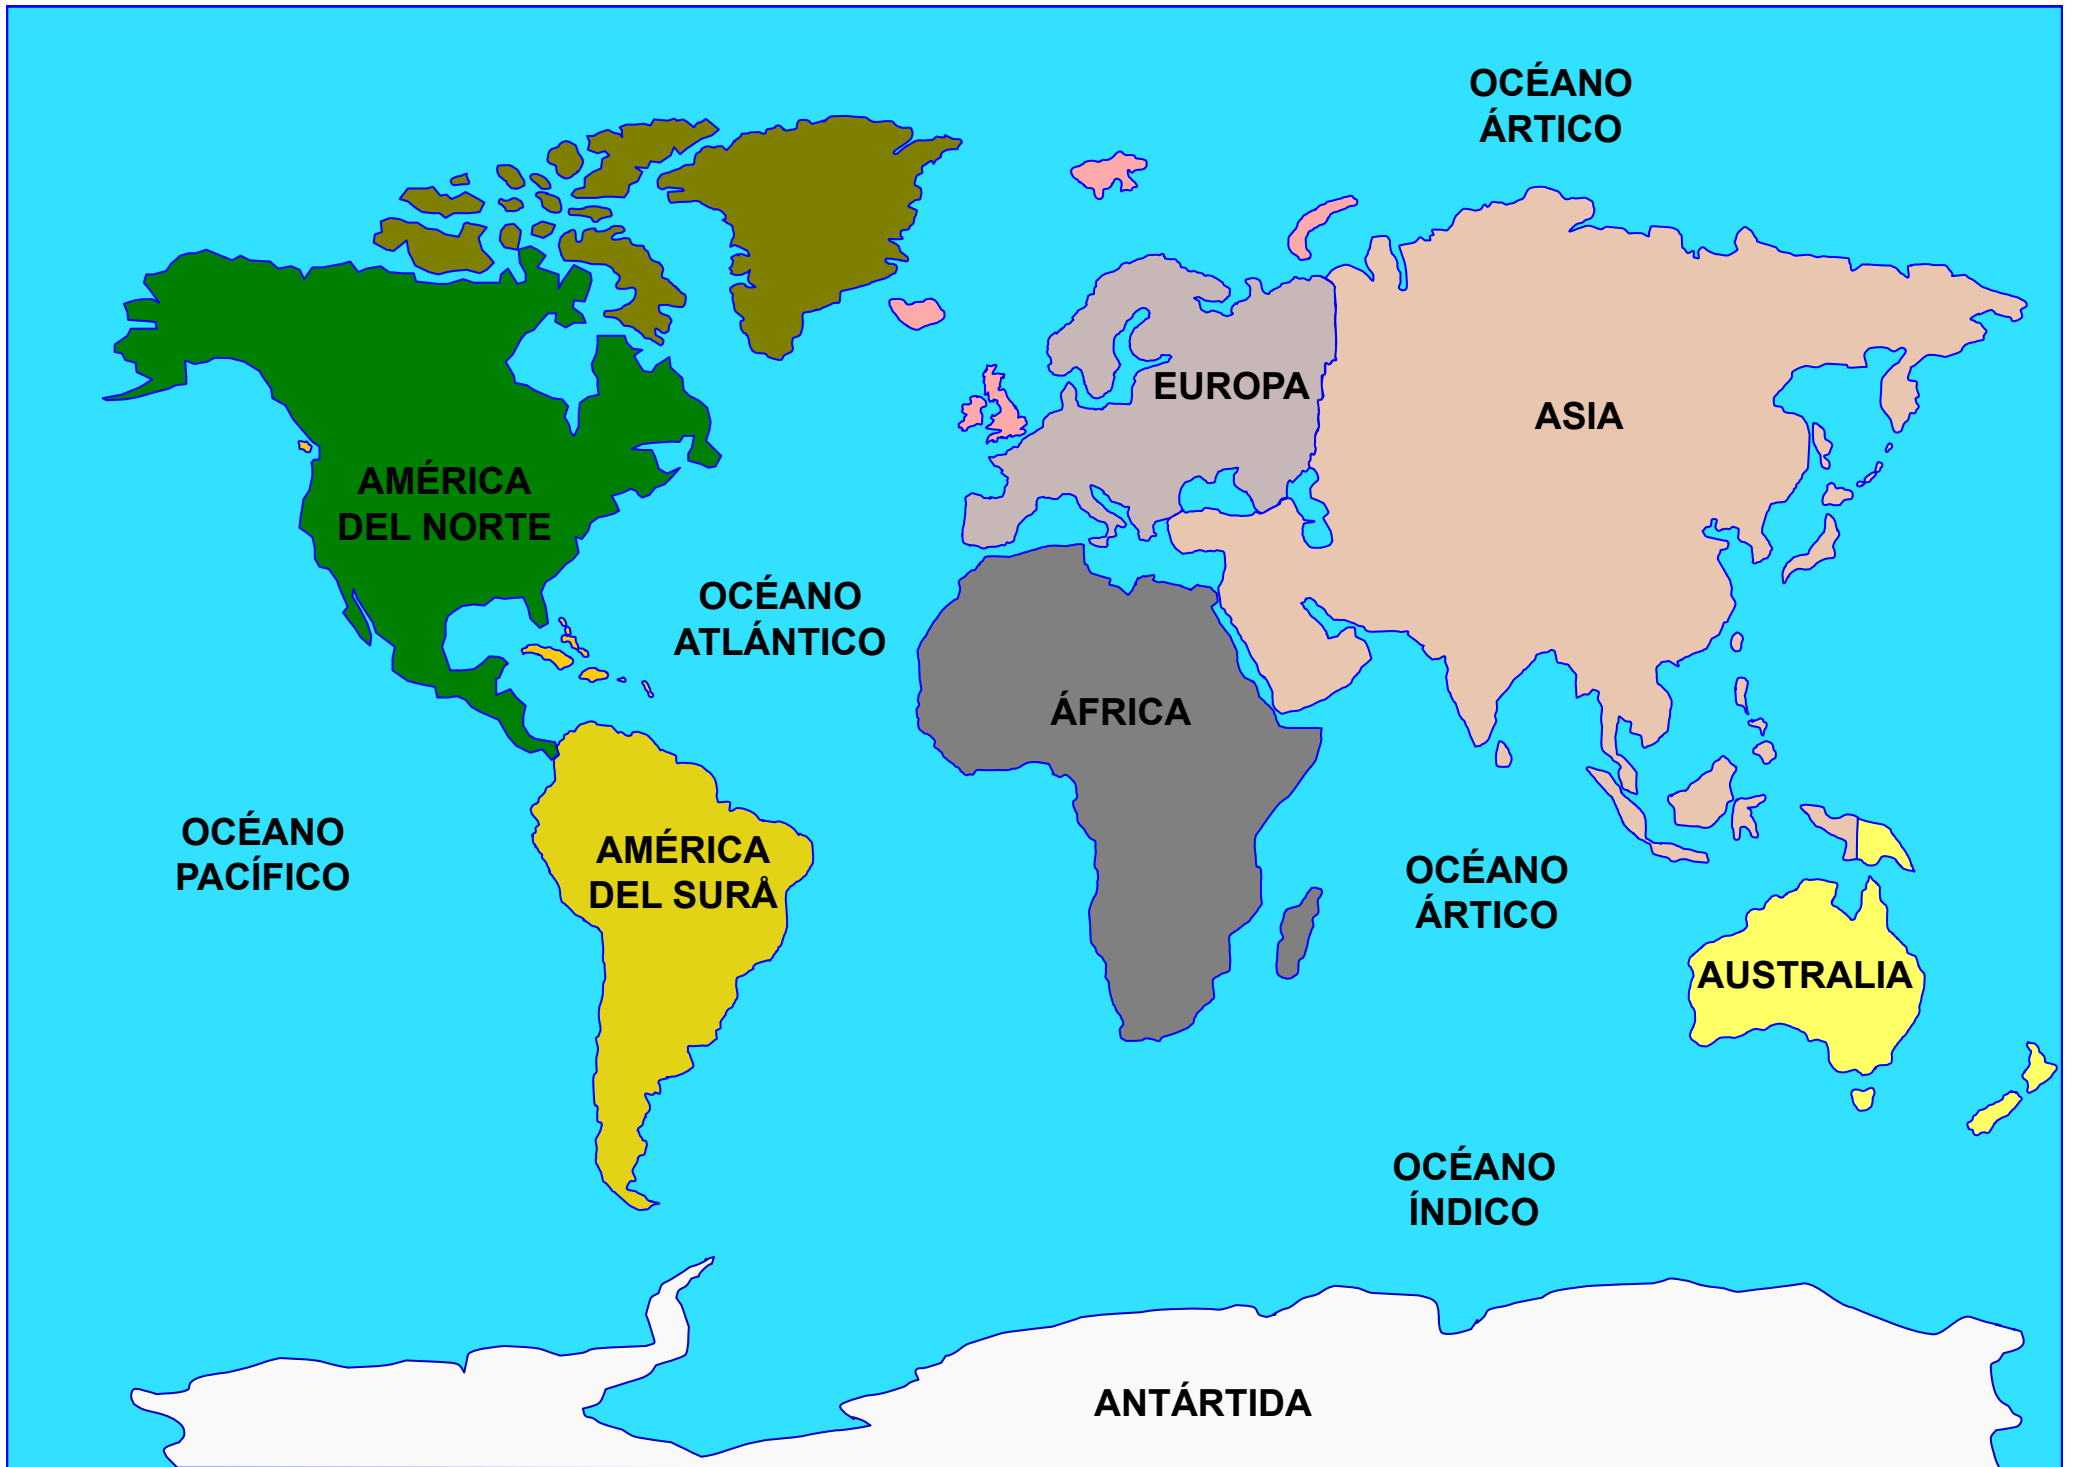 OCÉANO
ÁRTICO
EUROPA
ASIA
AMÉRICA
DEL NORTE
OCÉANO
ATLÁNTICO
ÁFRICA
OCÉANO
PACÍFICO
AMÉRICA
DEL SURÅ
OCÉANO
ÁRTICO
AUSTRALIA
OCÉANO
ÍNDICO
ANTÁRTIDA